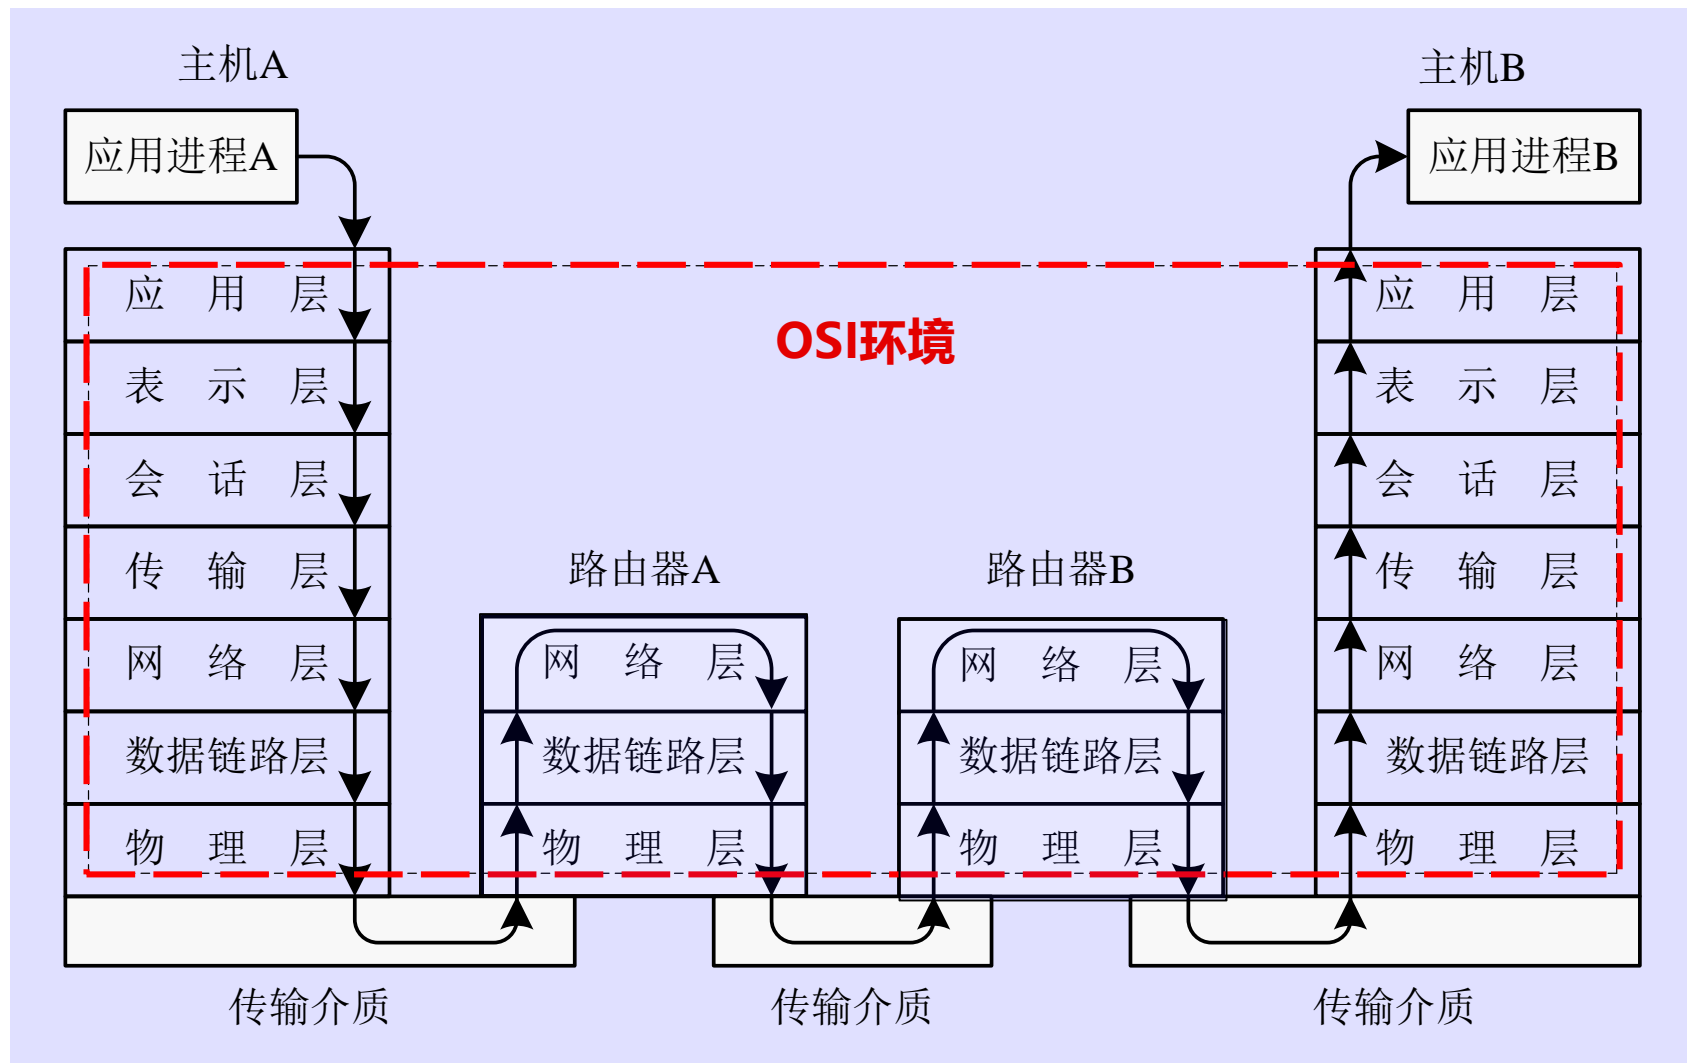 主机A
主机B
应用进程A
应用进程B
应用层
应用层
OSI环境
表示层
表示层
会话层
会话层
传输层
路由器A
路由器B
传输层
网络层
网络层
网络层
网络层
数据链路层
数据链路层
数据链路层
数据链路层
物理层
物理层
物理层
物理层
传输介质
传输介质
传输介质